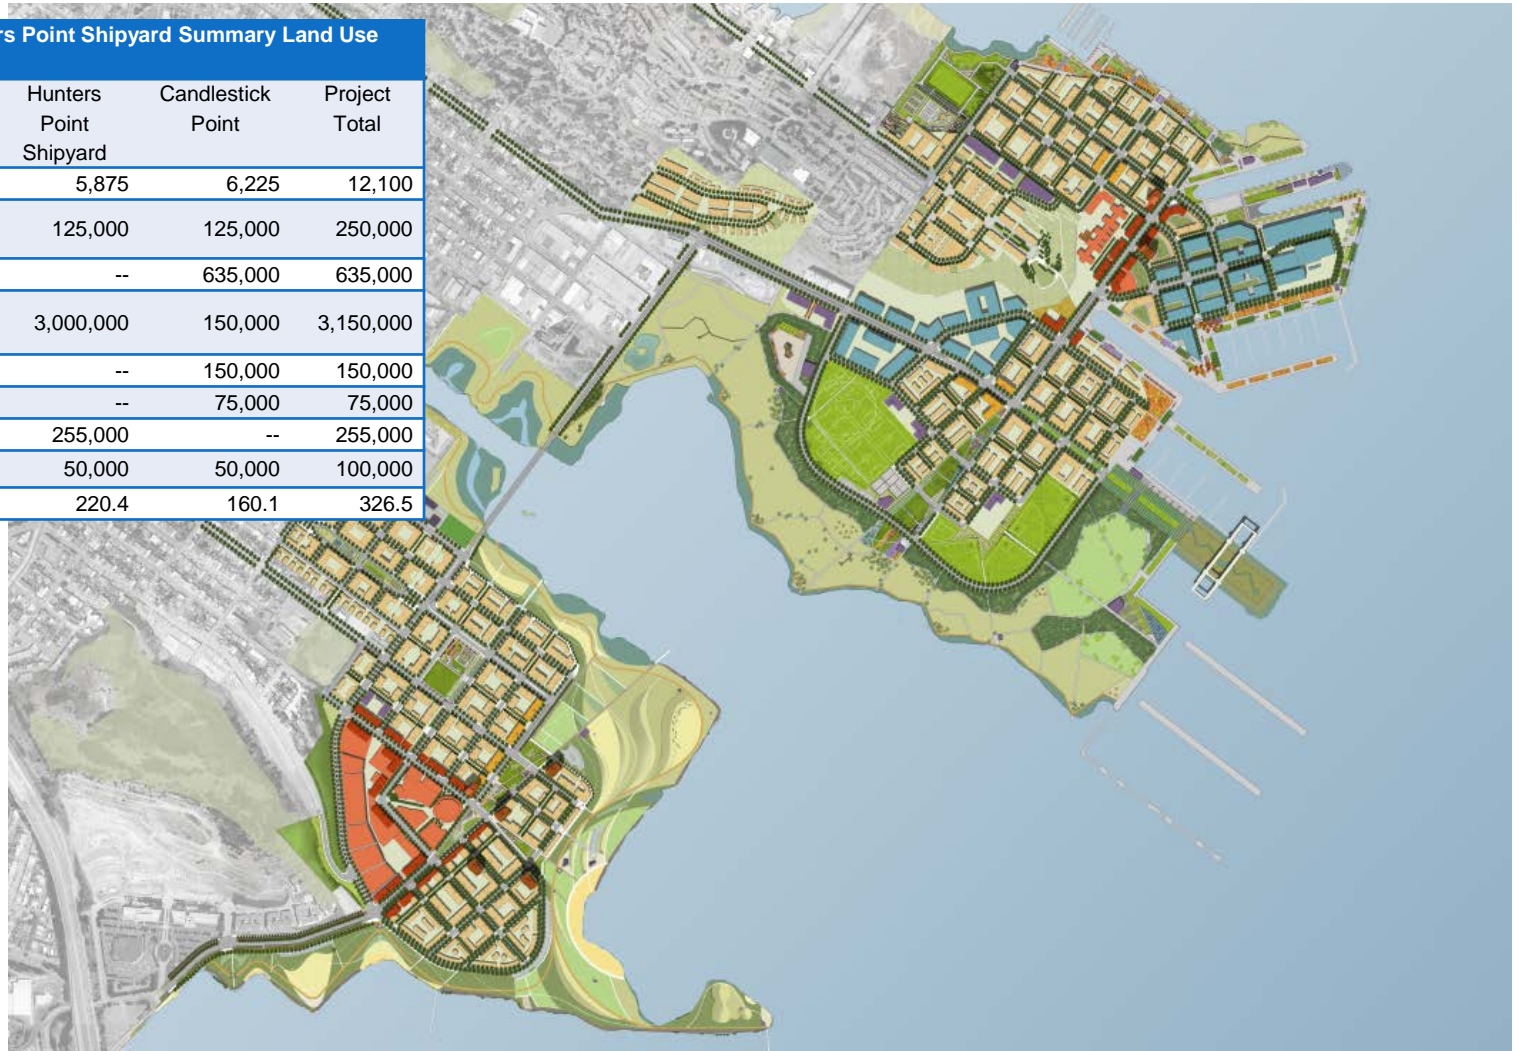 rs Point Shipyard Summary Land Use
Hunters Candlestick Project
Point Point Total
Shipyard
5,875 6,225 12,100
125,000 125,000 250,000
-- 635,000 635,000
3,000,000 150,000 3,150,000
-- 150,000 150,000
-- 75,000 75,000
255,000 -- 255,000
50,000 50,000 100,000
220.4 160.1 326.5